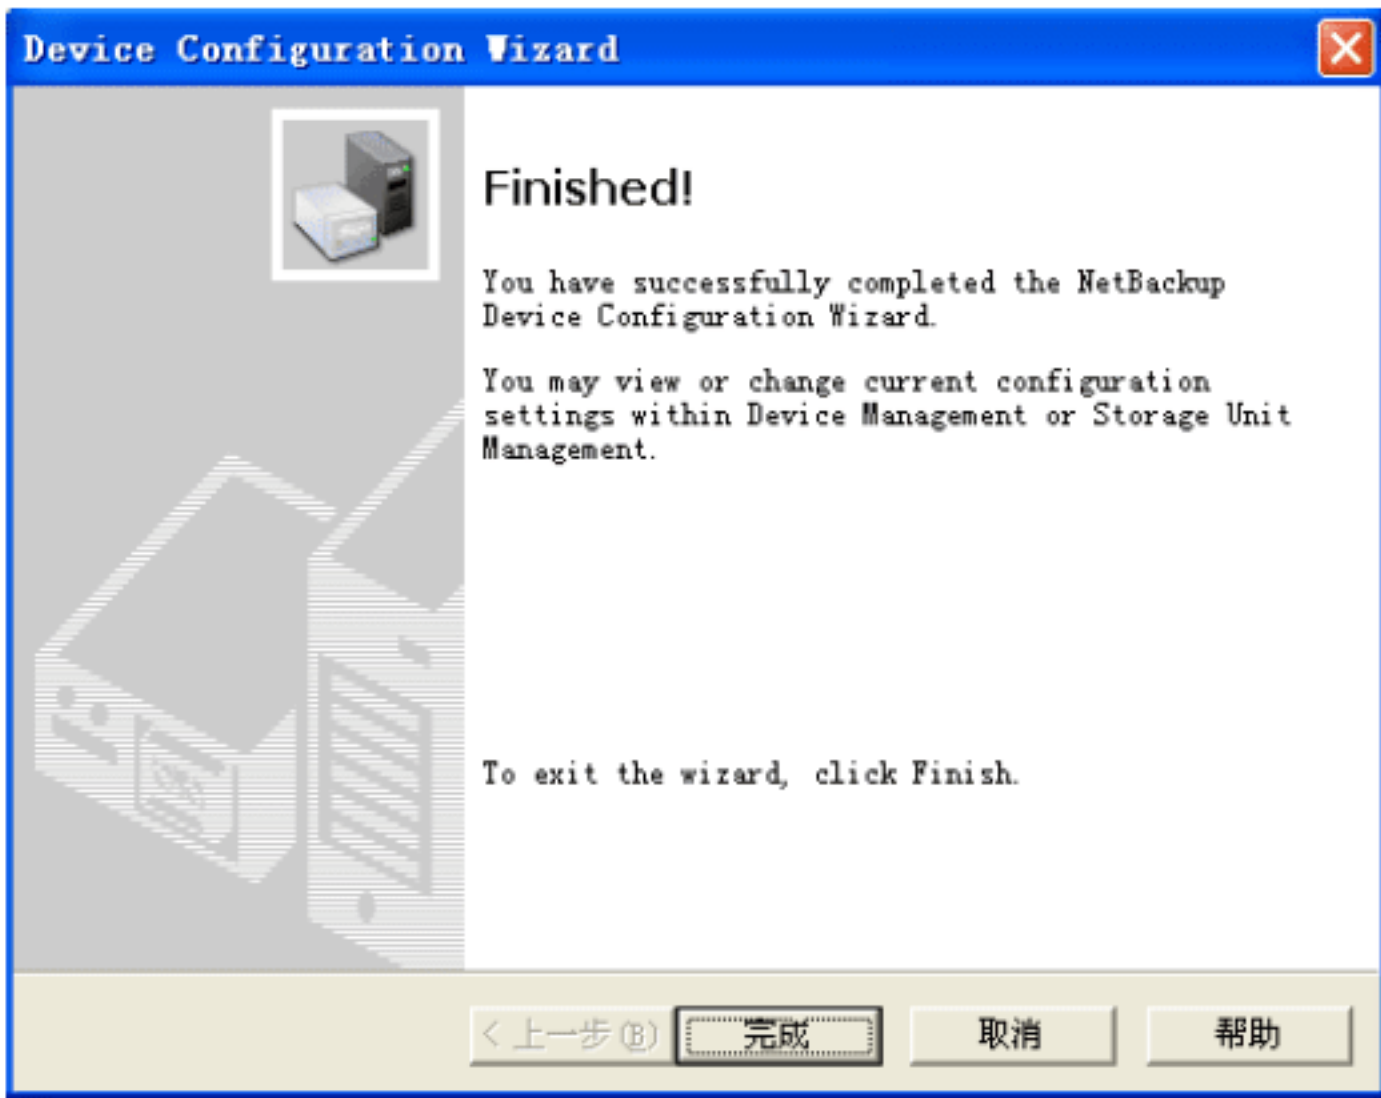 Device Configuration Wizard
Finished!
You have successfully completed the NetBackup
Device Configuration Wizard.
You may view or change current configuration
settings within Device Management or Storage Unit
Management.
To exit the wizard, click Finish.
< 上一步(B)
完成
取消
帮助